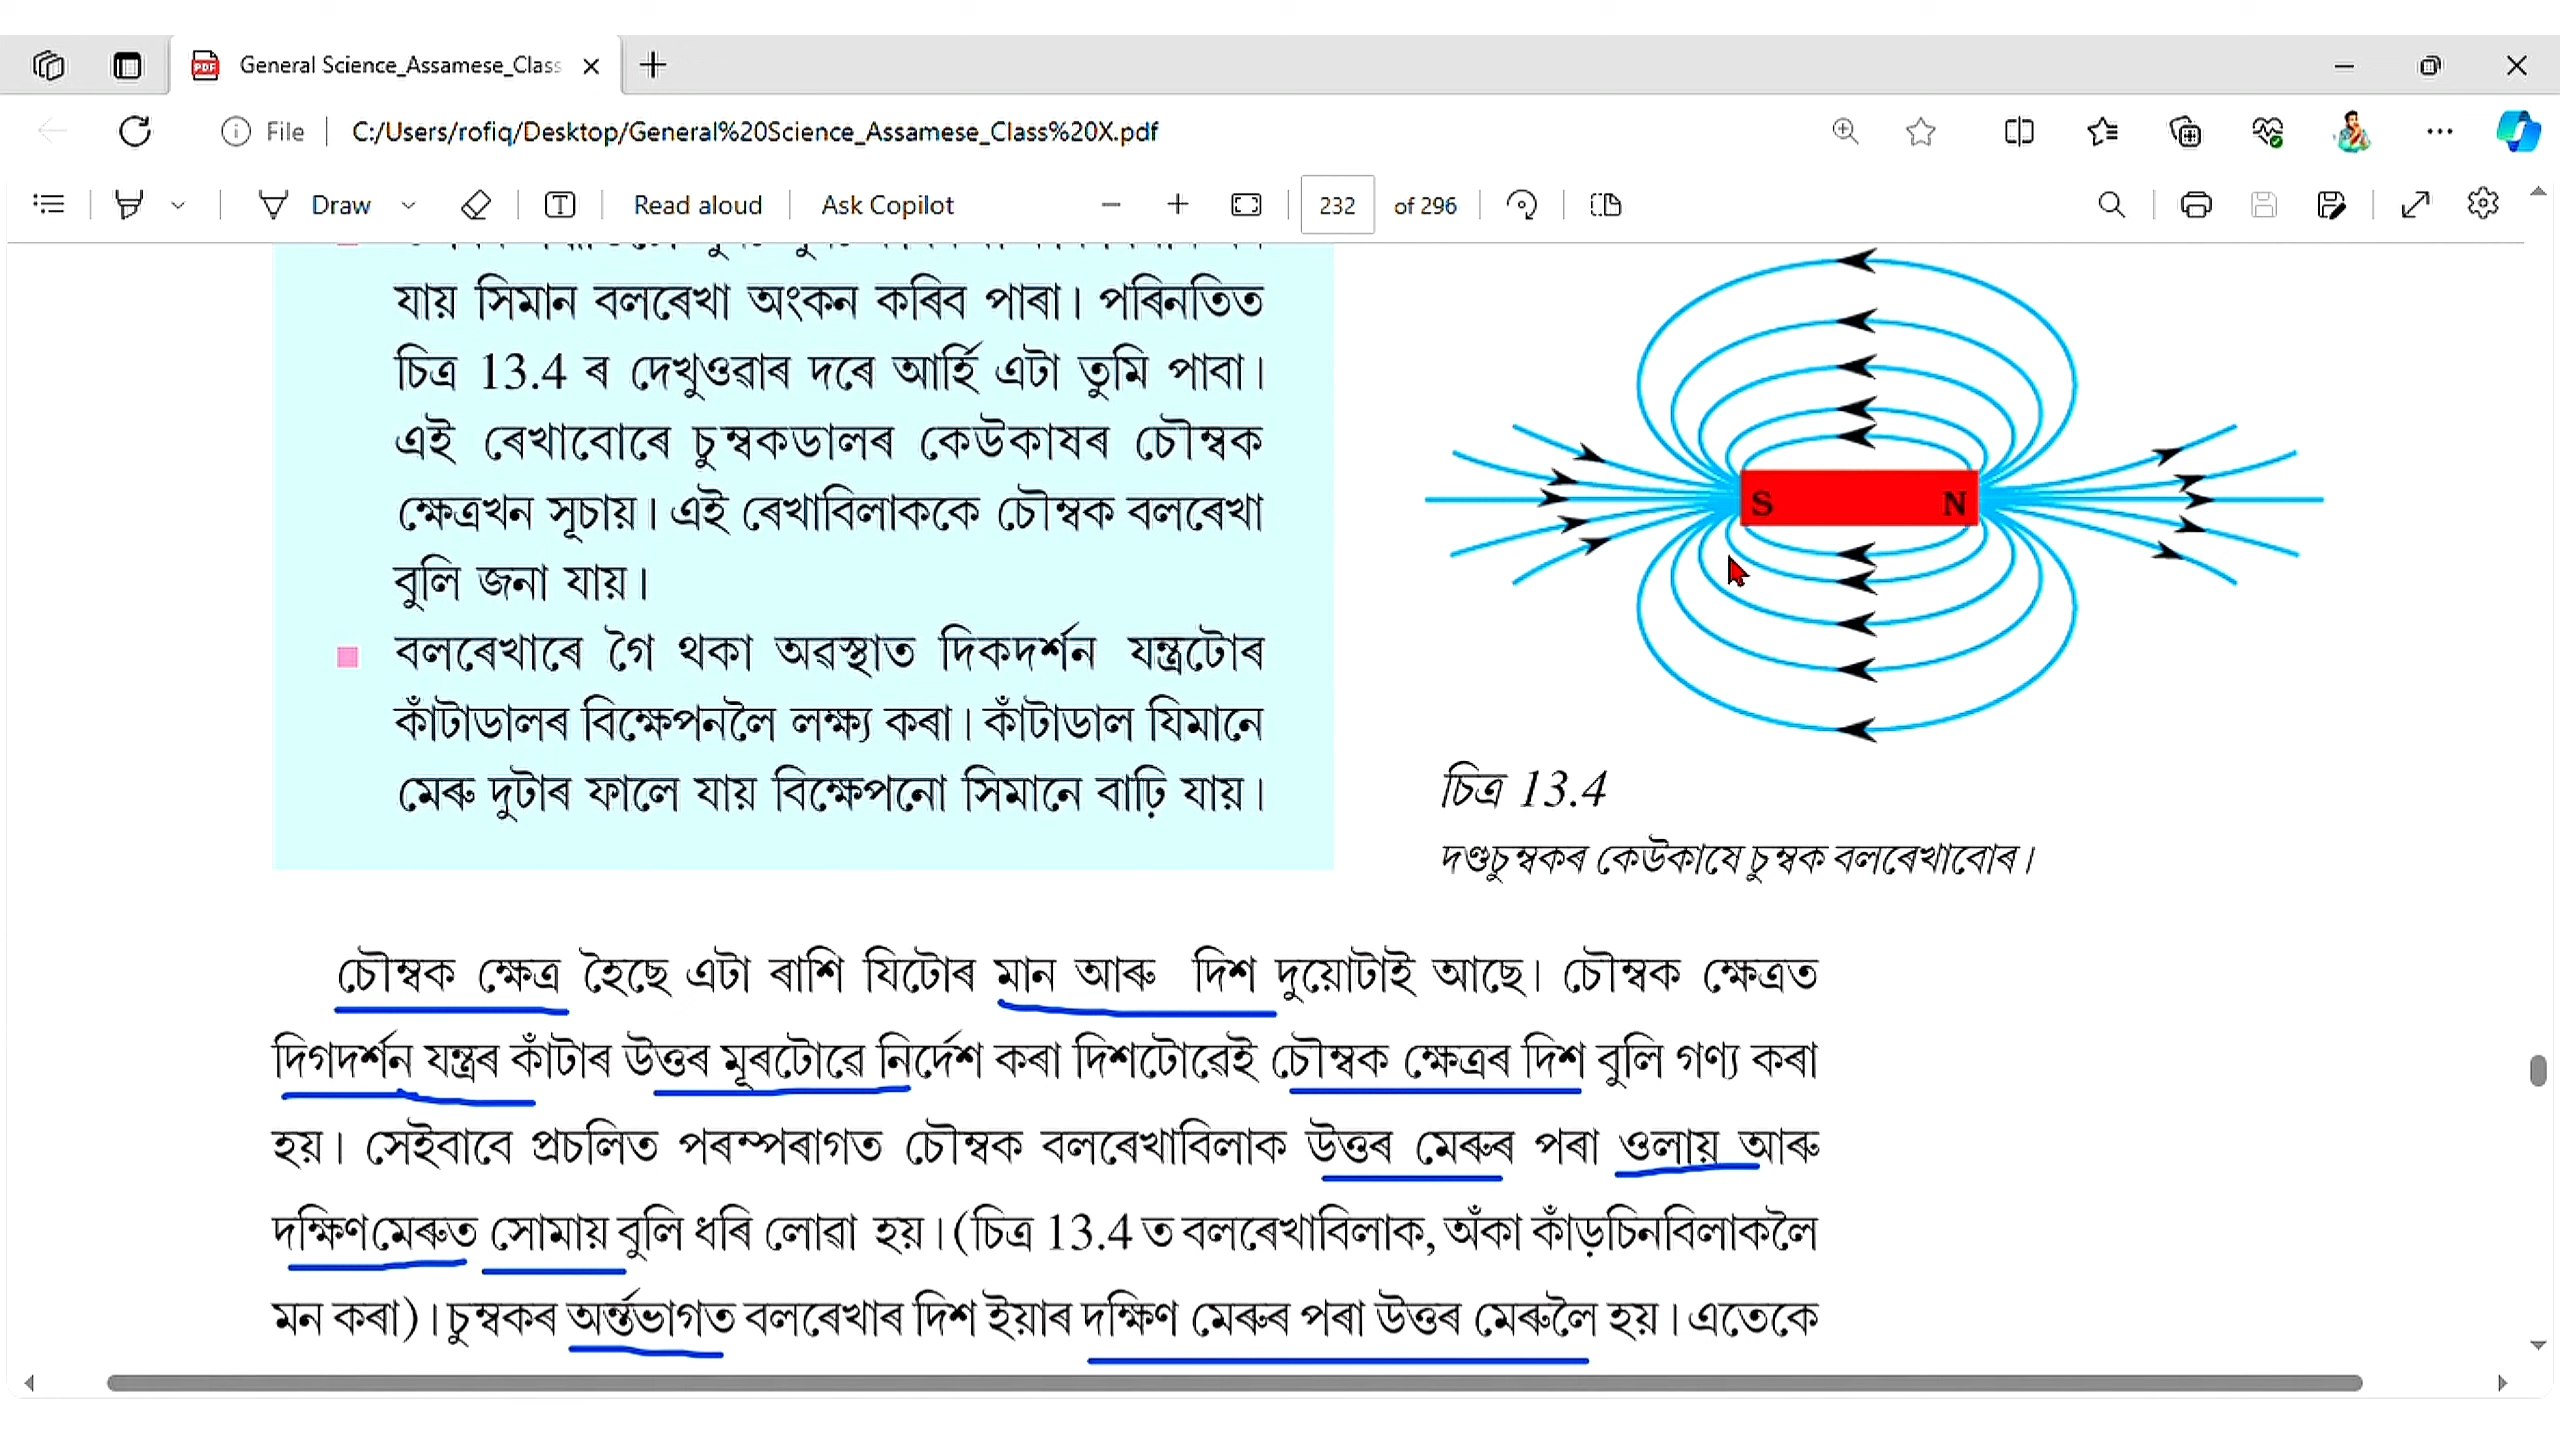 General Science_Assamese_Class
File
C:/Users/rofiq/Desktop/General%20Science_Assamese_Class%20X.pdf
Draw
Read aloud
Ask Copilot
232 of 296
যায় সিমান বলৰেখা অংকন কৰিব পাৰা। পৰিনতিত
চিত্ৰ 13.4 ৰ দেখুওৱাৰ দৰে আৰ্হি এটা তুমি পাবা।
এই ৰেখাবোৰে চুম্বকডালৰ কেউকাষৰ চৌম্বক
ক্ষেত্ৰখন সূচায়। এই ৰেখাবিলাককে চৌম্বক বলৰেখা
বুলি জনা যায়।
বলৰেখাৰে গৈ থকা অৱস্থাত দিকদৰ্শন যন্ত্ৰটোৰ
কাঁটাডালৰ বিক্ষেপনলৈ লক্ষ্য কৰা। কাঁটাডাল যিমানে
মেৰু দুটাৰ ফালে যায় বিক্ষেপনো সিমানে বাঢ়ি যায়।
S N
চিত্ৰ 13.4
দণ্ডচুম্বকৰ কেউকাষে চুম্বক বলৰেখাবোৰ।
চৌম্বক ক্ষেত্ৰ হৈছে এটা ৰাশি যিটোৰ মান আৰু দিশ দুয়োটাই আছে। চৌম্বক ক্ষেত্ৰত
দিগদৰ্শন যন্ত্ৰৰ কাঁটাৰ উত্তৰ মূৰটোৱে নিৰ্দেশ কৰা দিশটোৱেই চৌম্বক ক্ষেত্ৰৰ দিশ বুলি গণ্য কৰা
হয়। সেইবাবে প্ৰচলিত পৰম্পৰাগত চৌম্বক বলৰেখাবিলাক উত্তৰ মেৰুৰ পৰা ওলায় আৰু
দক্ষিণমেৰুত সোমায় বুলি ধৰি লোৱা হয়। (চিত্ৰ 13.4 ত বলৰেখাবিলাক, অঁকা কাঁড়চিনবিলাকলৈ
মন কৰা)। চুম্বকৰ অৰ্ন্তভাগত বলৰেখাৰ দিশ ইয়াৰ দক্ষিণ মেৰুৰ পৰা উত্তৰ মেৰুলৈ হয়। এতেকে